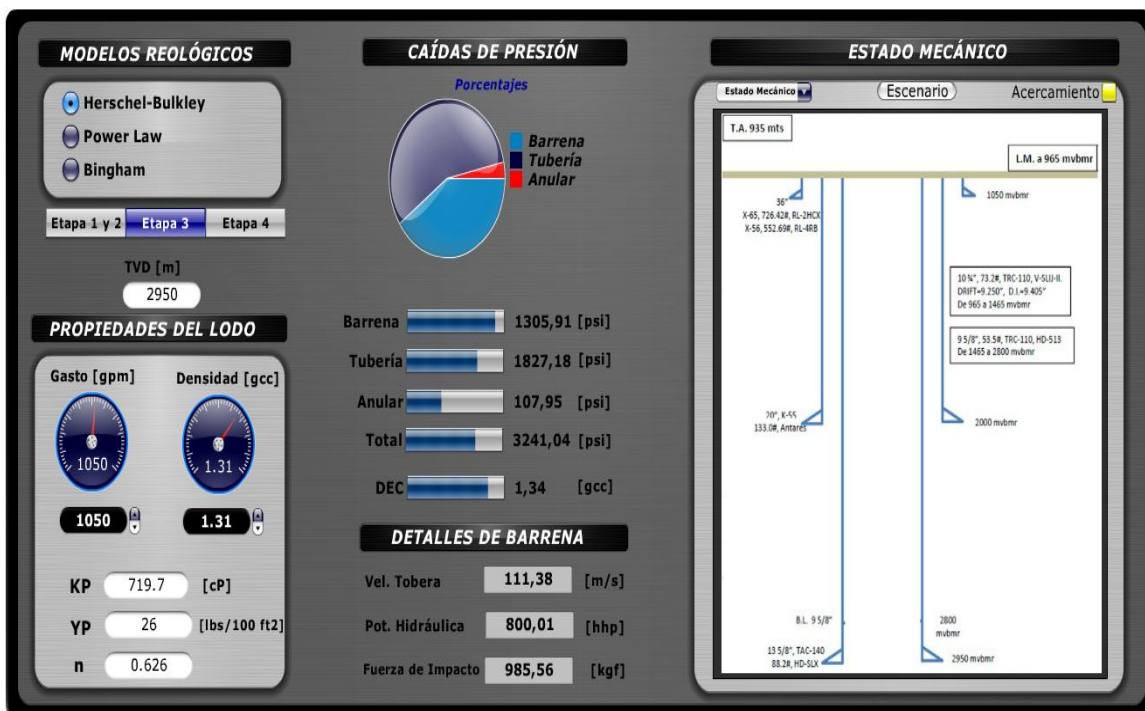 MODELOS REOLÓGICOS
Herschel-Bulkley
Power Law
Bingham
Etapa 1 y 2
Etapa 3
Etapa 4
TVD [m]
2950
PROPIEDADES DEL LODO
Gasto [gpm]
Densidad [gcc]
1050
1.31
1050
1.31
KP 719.7 [cP]
YP 26 [lbs/100 ft2]
n 0.626
CAÍDAS DE PRESIÓN
Porcentajes
Barrena
Tubería
Anular
Barrena 1305,91 [psi]
Tubería 1827,18 [psi]
Anular 107,95 [psi]
Total 3241,04 [psi]
DEC 1,34 [gcc]
DETALLES DE BARRENA
Vel. Tobera 111,38 [m/s]
Pot. Hidráulica 800,01 [hhp]
Fuerza de Impacto 985,56 [kgf]
ESTADO MECÁNICO
Estado Mecánico
Escenario
Acercamiento
T.A. 935 mts
L.M. a 965 mvbmr
36"
X-65, 726.42#, RL-2HCX
X-56, 552.69#, RL-4RB
1050 mvbmr
10 ¾", 73.2#, TRC-110, V-SLIJ-II.
DRIFT=9.250", D.I.=9.405"
De 965 a 1465 mvbmr
9 5/8", 53.5#, TRC-110, HD-513
De 1465 a 2800 mvbmr
20", K-55
133.0#, Antares
2000 mvbmr
B.L. 9 5/8"
2800
mvbmr
13 5/8", TAC-140
88.2#, HD-SLX
2950 mvbmr